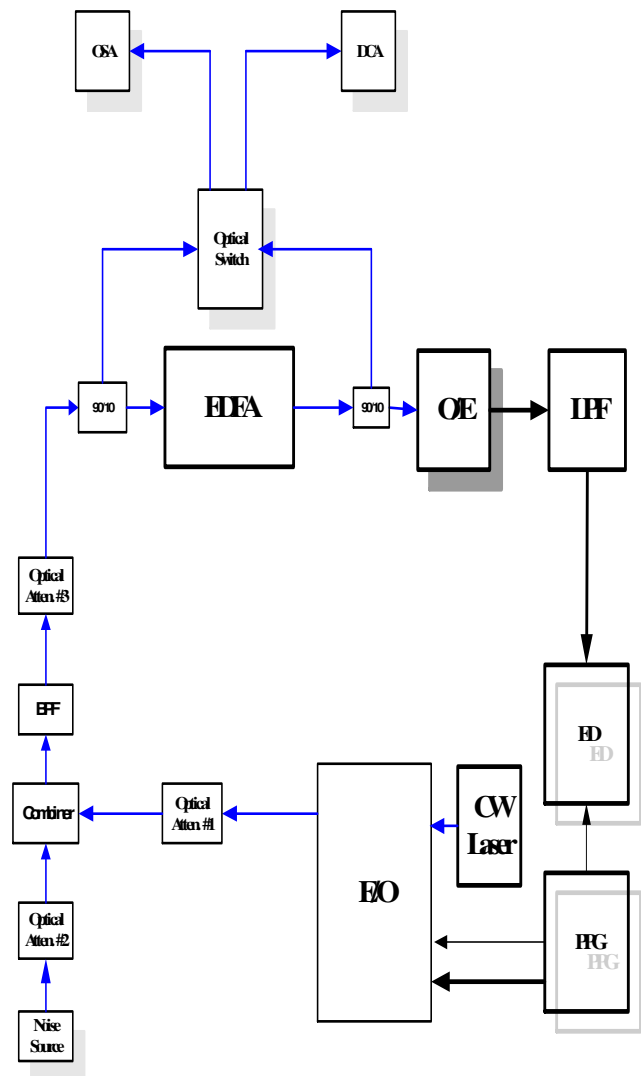 OSA
DCA
Optical
Switch
90/10
EDFA
90/10
O/E
LPF
Optical
Atten. #3
BPF
ED
ED
Combiner
Optical
Atten. #1
CW
Laser
E/O
Optical
Atten. #2
PPG
PPG
Noise
Source